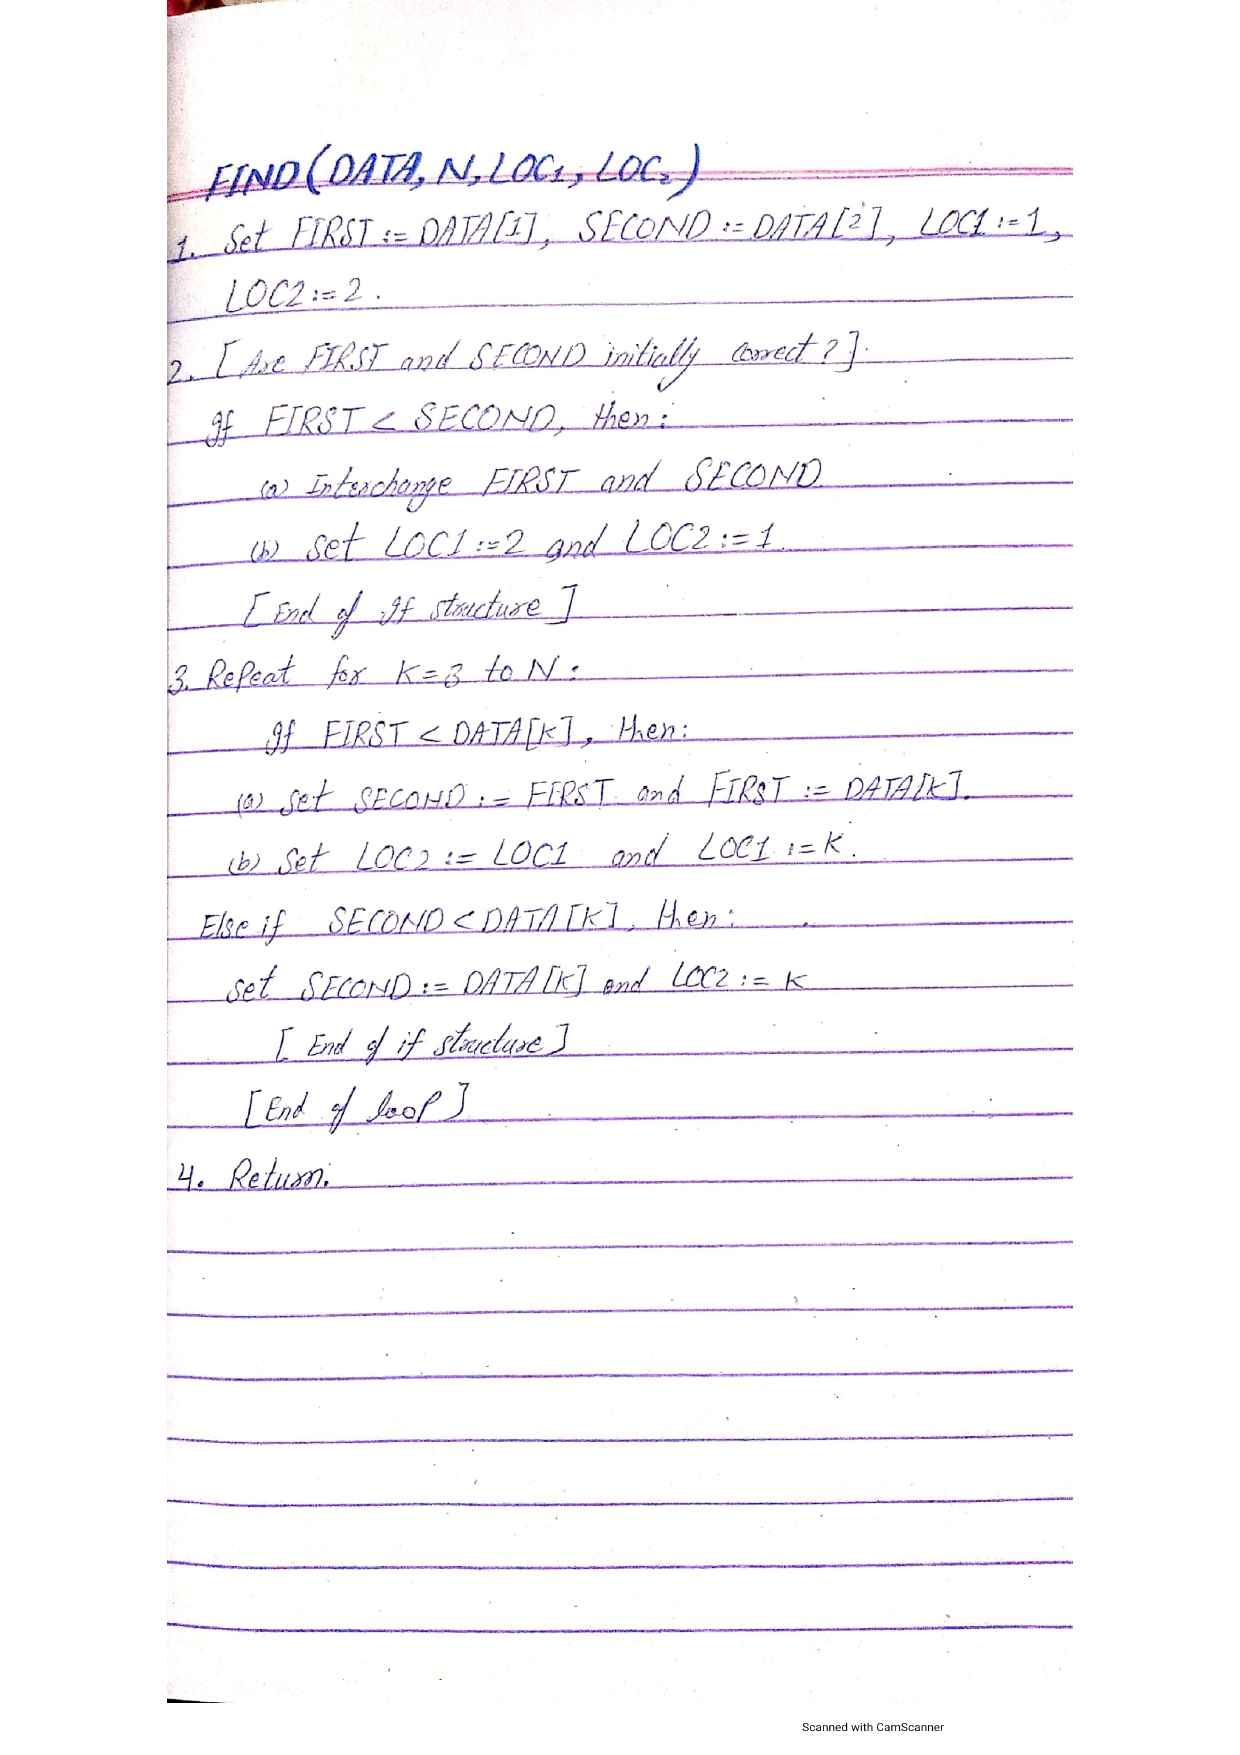 FIND(DATA, N, LOC1, LOC2)
1. Set FIRST := DATA[1], SECOND := DATA[2], LOC1 := 1,
LOC2 := 2.
2. [Are FIRST and SECOND initially correct?].
If FIRST < SECOND, then:
(a) Interchange FIRST and SECOND.
(b) Set LOC1 := 2 and LOC2 := 1.
[End of If structure]
3. Repeat for K = 3 to N:
If FIRST < DATA[K], then:
(a) Set SECOND := FIRST and FIRST := DATA[K].
(b) Set LOC2 := LOC1 and LOC1 := K.
Else if SECOND < DATA[K], then:
Set SECOND := DATA[K] and LOC2 := K
[End of if structure]
[End of loop]
4. Return.
Scanned with CamScanner